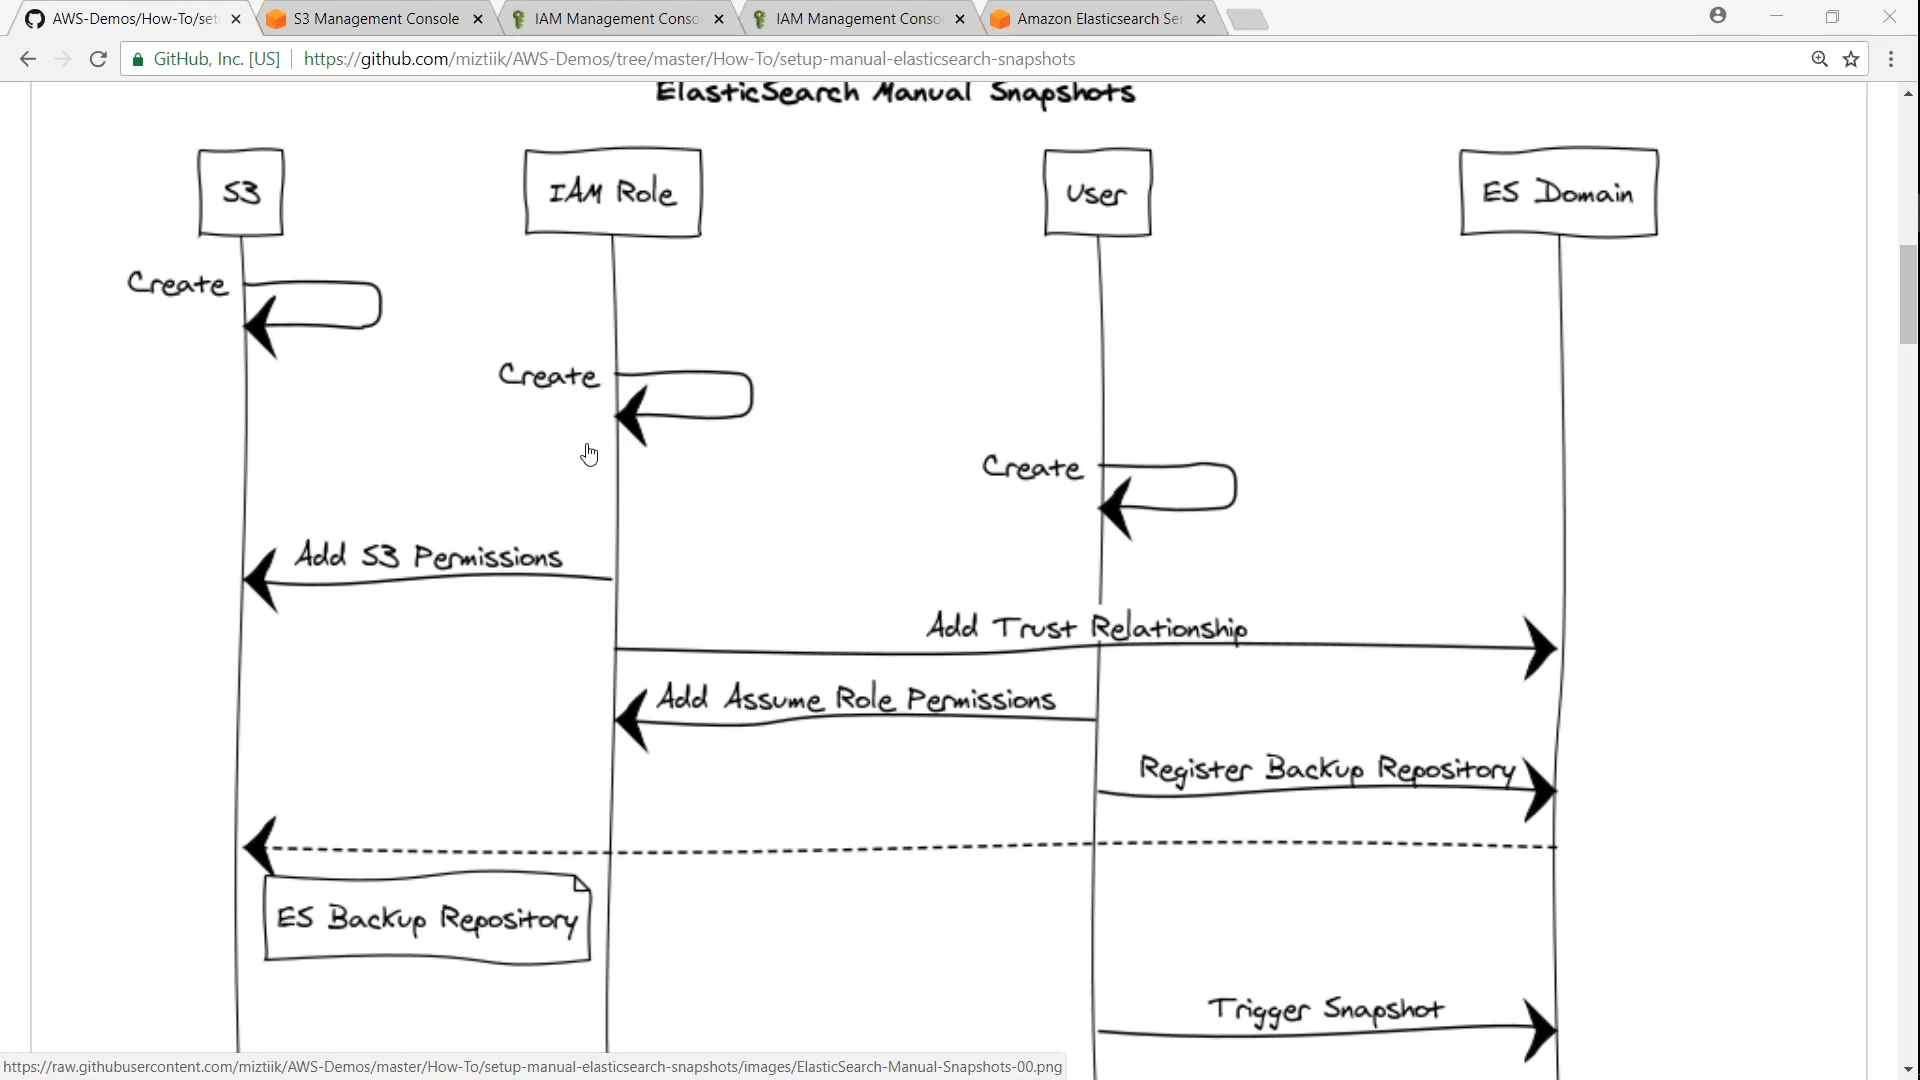 AWS-Demos/How-To/set
S3 Management Console
IAM Management Conso
IAM Management Conso
Amazon Elasticsearch Ser
GitHub, Inc. [US]
https://github.com/miztiik/AWS-Demos/tree/master/How-To/setup-manual-elasticsearch-snapshots
ElasticSearch Manual Snapshots
S3
IAM Role
User
ES Domain
Create
Create
Create
Add S3 Permissions
Add Trust Relationship
Add Assume Role Permissions
Register Backup Repository
ES Backup Repository
Trigger Snapshot
https://raw.githubusercontent.com/miztiik/AWS-Demos/master/How-To/setup-manual-elasticsearch-snapshots/images/ElasticSearch-Manual-Snapshots-00.png